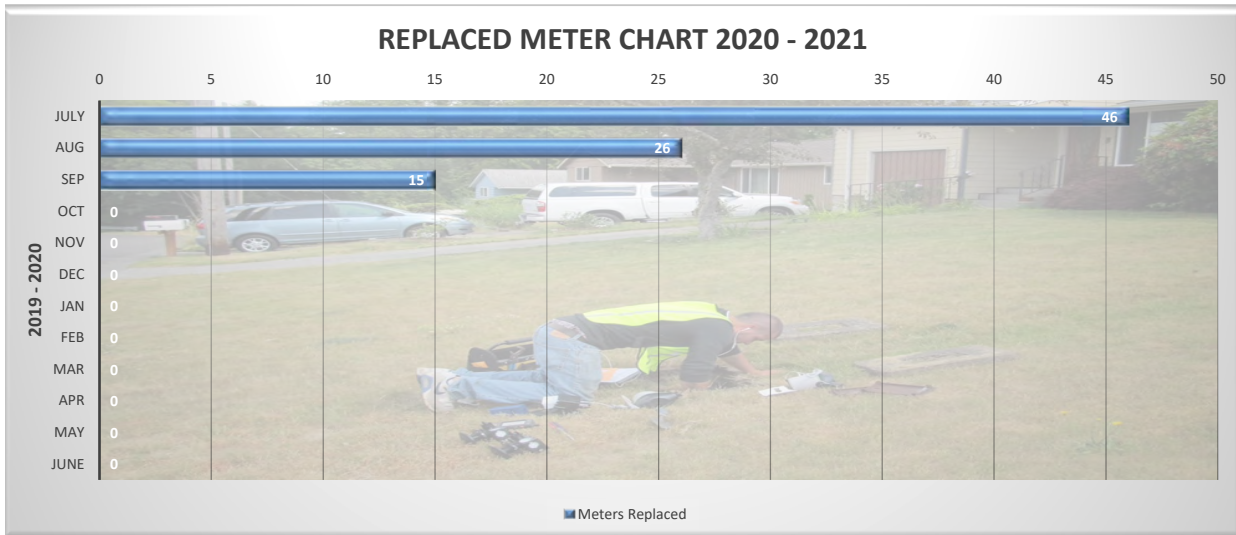 REPLACED METER CHART 2020 - 2021
0 5 10 15 20 25 30 35 40 45 50
2019 - 2020
JULY 46
AUG 26
SEP 15
OCT 0
NOV 0
DEC 0
JAN 0
FEB 0
MAR 0
APR 0
MAY 0
JUNE 0
Meters Replaced